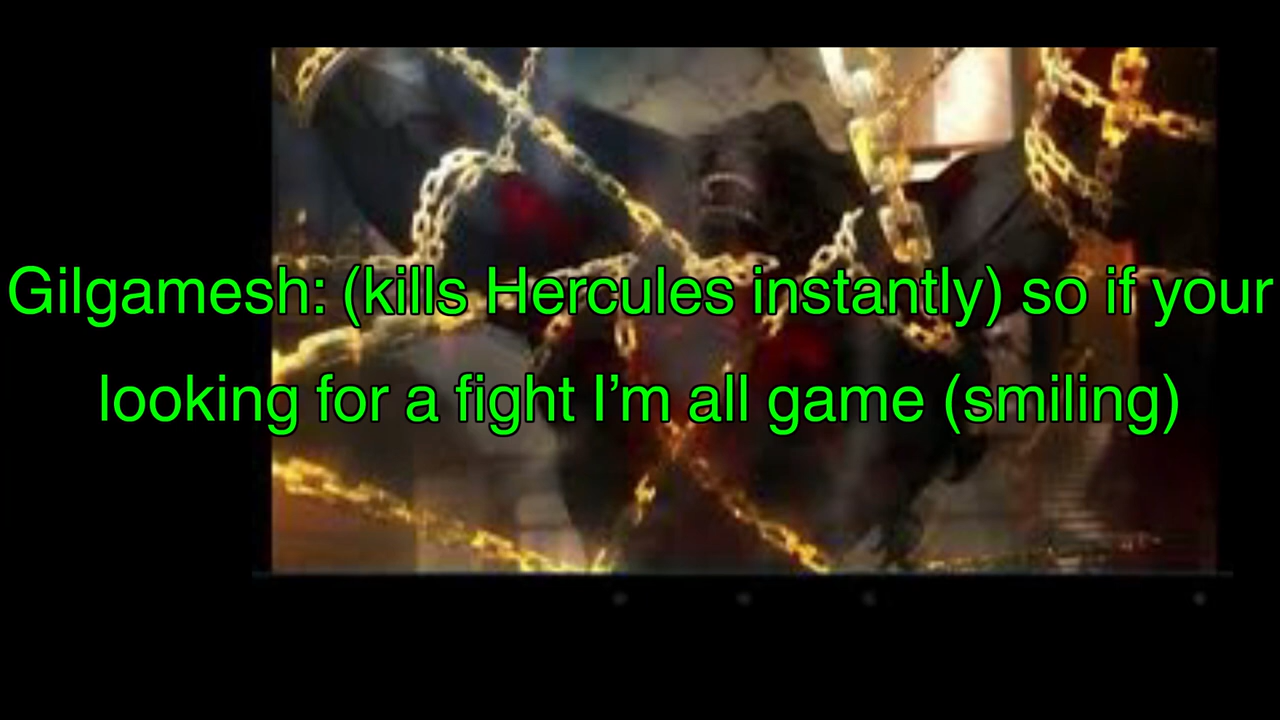 Gilgamesh: (kills Hercules instantly) so if your
looking for a fight I’m all game (smiling)